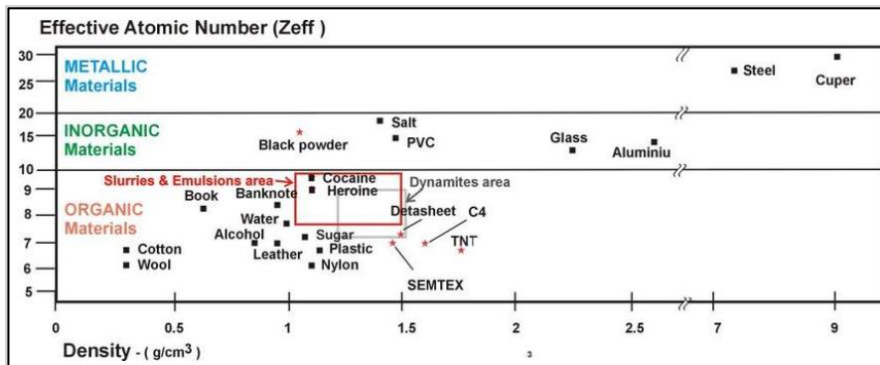 Effective Atomic Number (Zeff )
30
METALLIC
Materials
Steel
25
Cuper
20
INORGANIC
Materials
Salt
15
PVC
Black powder
Glass
Aluminiu
10
Slurries & Emulsions area
Cocaine
Dynamites area
9
Heroine
Book
Banknote
8
ORGANIC
Materials
Water
Detasheet
C4
Alcohol
Sugar
TNT
7
Cotton
Leather
Plastic
6
Wool
Nylon
SEMTEX
5
0
0.5
1
1.5
2
2.5
7
9
Density - ( g/cm3 )
3